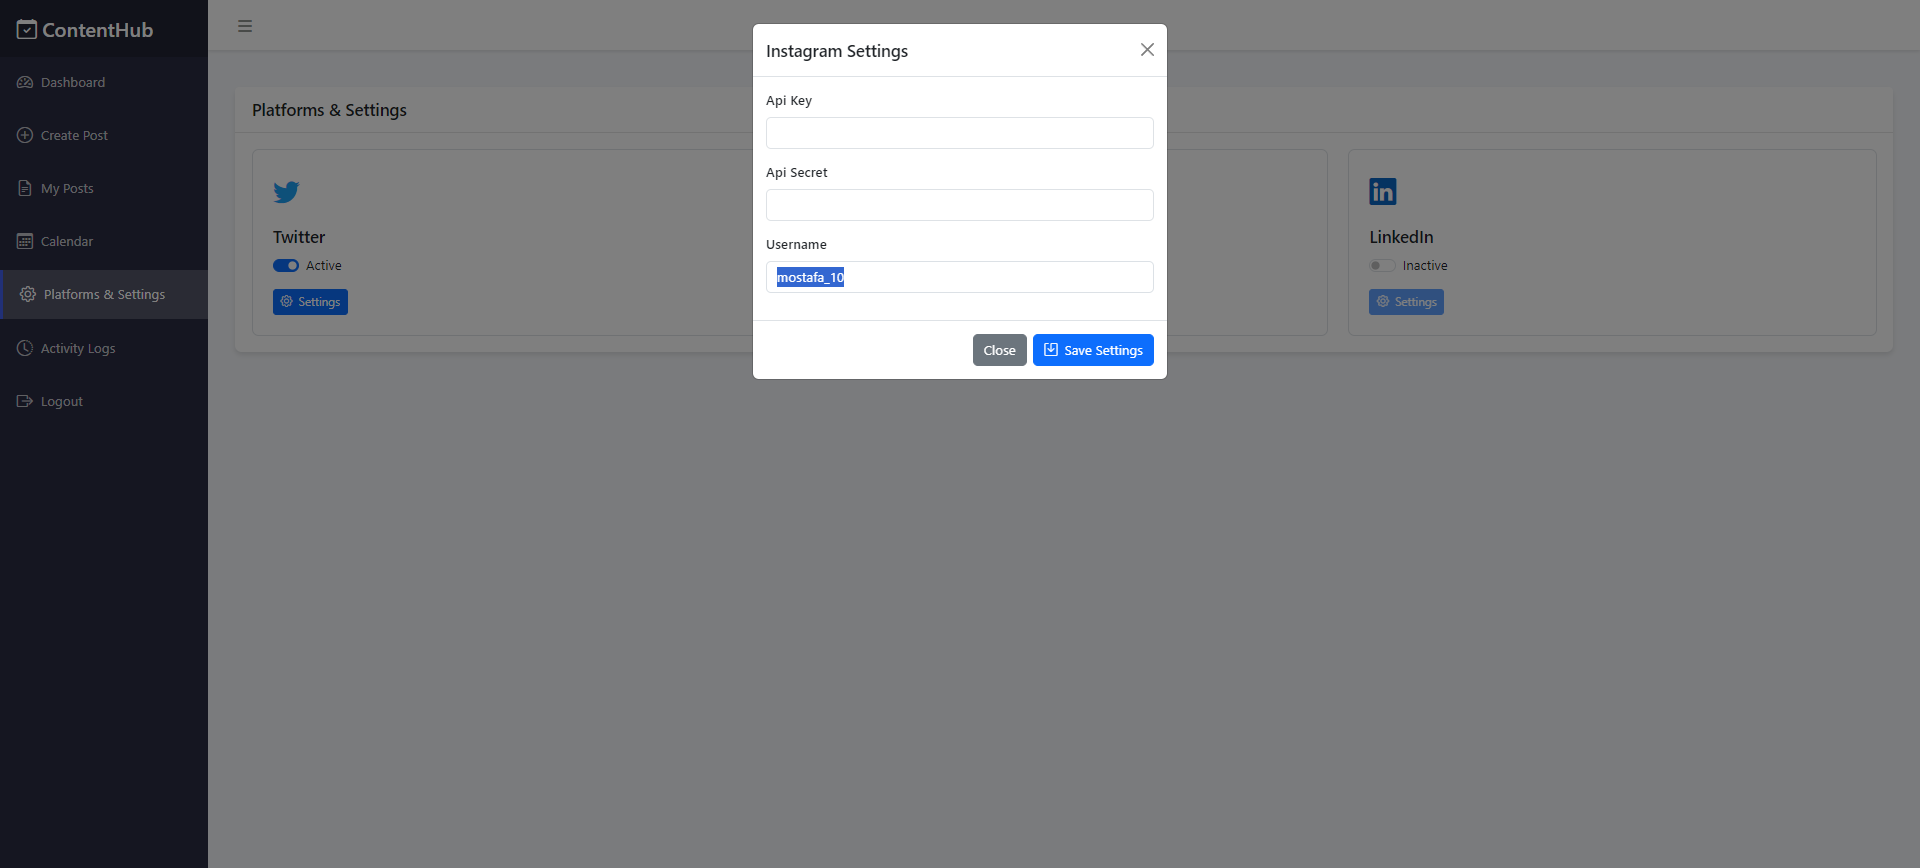 ContentHub
Dashboard
Create Post
My Posts
Calendar
Platforms & Settings
Activity Logs
Logout
Platforms & Settings
Twitter
Active
Settings
LinkedIn
Inactive
Settings
Instagram Settings
Api Key
Api Secret
Username
mostafa_10
Close
Save Settings